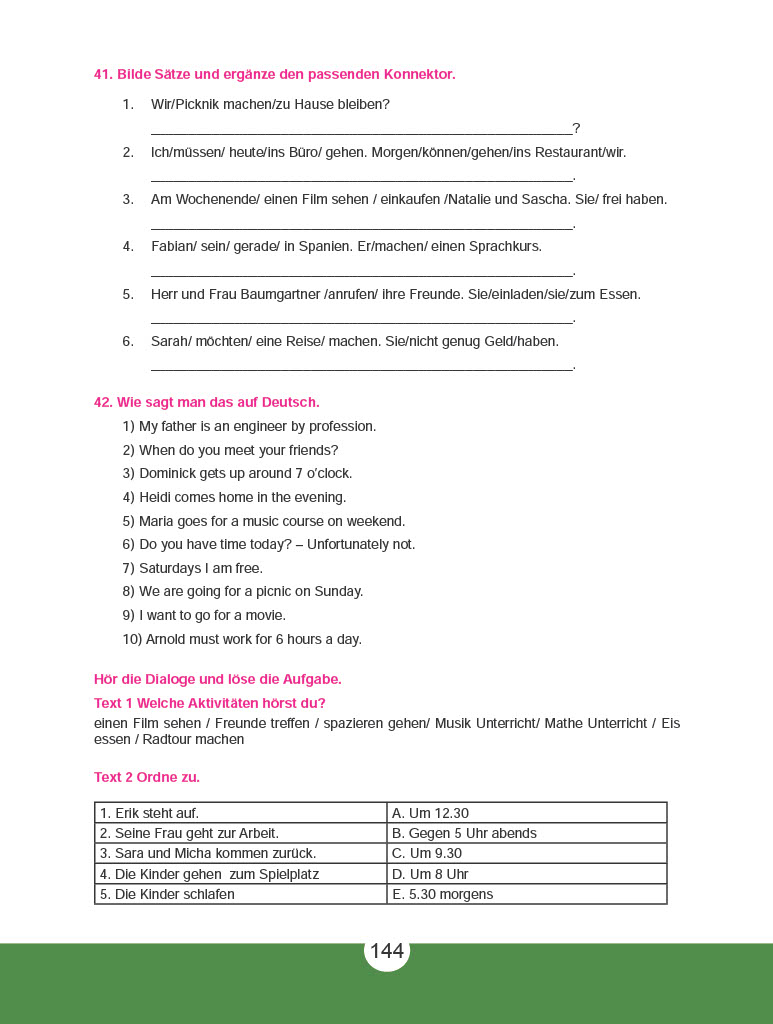 41. Bilde Sätze und ergänze den passenden Konnektor.
1. Wir/Picknik machen/zu Hause bleiben?
?
2. Ich/müssen/ heute/ins Büro/ gehen. Morgen/können/gehen/ins Restaurant/wir.
.
3. Am Wochenende/ einen Film sehen / einkaufen /Natalie und Sascha. Sie/ frei haben.
.
4. Fabian/ sein/ gerade/ in Spanien. Er/machen/ einen Sprachkurs.
.
5. Herr und Frau Baumgartner /anrufen/ ihre Freunde. Sie/einladen/sie/zum Essen.
.
6. Sarah/ möchten/ eine Reise/ machen. Sie/nicht genug Geld/haben.
.
42. Wie sagt man das auf Deutsch.
1) My father is an engineer by profession.
2) When do you meet your friends?
3) Dominick gets up around 7 o'clock.
4) Heidi comes home in the evening.
5) Maria goes for a music course on weekend.
6) Do you have time today? – Unfortunately not.
7) Saturdays I am free.
8) We are going for a picnic on Sunday.
9) I want to go for a movie.
10) Arnold must work for 6 hours a day.
Hör die Dialoge und löse die Aufgabe.
Text 1 Welche Aktivitäten hörst du?
einen Film sehen / Freunde treffen / spazieren gehen/ Musik Unterricht/ Mathe Unterricht / Eis
essen / Radtour machen
Text 2 Ordne zu.
1. Erik steht auf. A. Um 12.30
2. Seine Frau geht zur Arbeit. B. Gegen 5 Uhr abends
3. Sara und Micha kommen zurück. C. Um 9.30
4. Die Kinder gehen zum Spielplatz D. Um 8 Uhr
5. Die Kinder schlafen E. 5.30 morgens
144